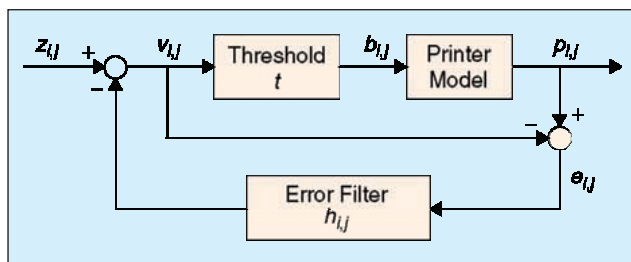 z_{i,j} + v_{i,j} Threshold t b_{i,j} Printer Model p_{i,j}
−
− +
e_{i,j}
Error Filter
h_{i,j}